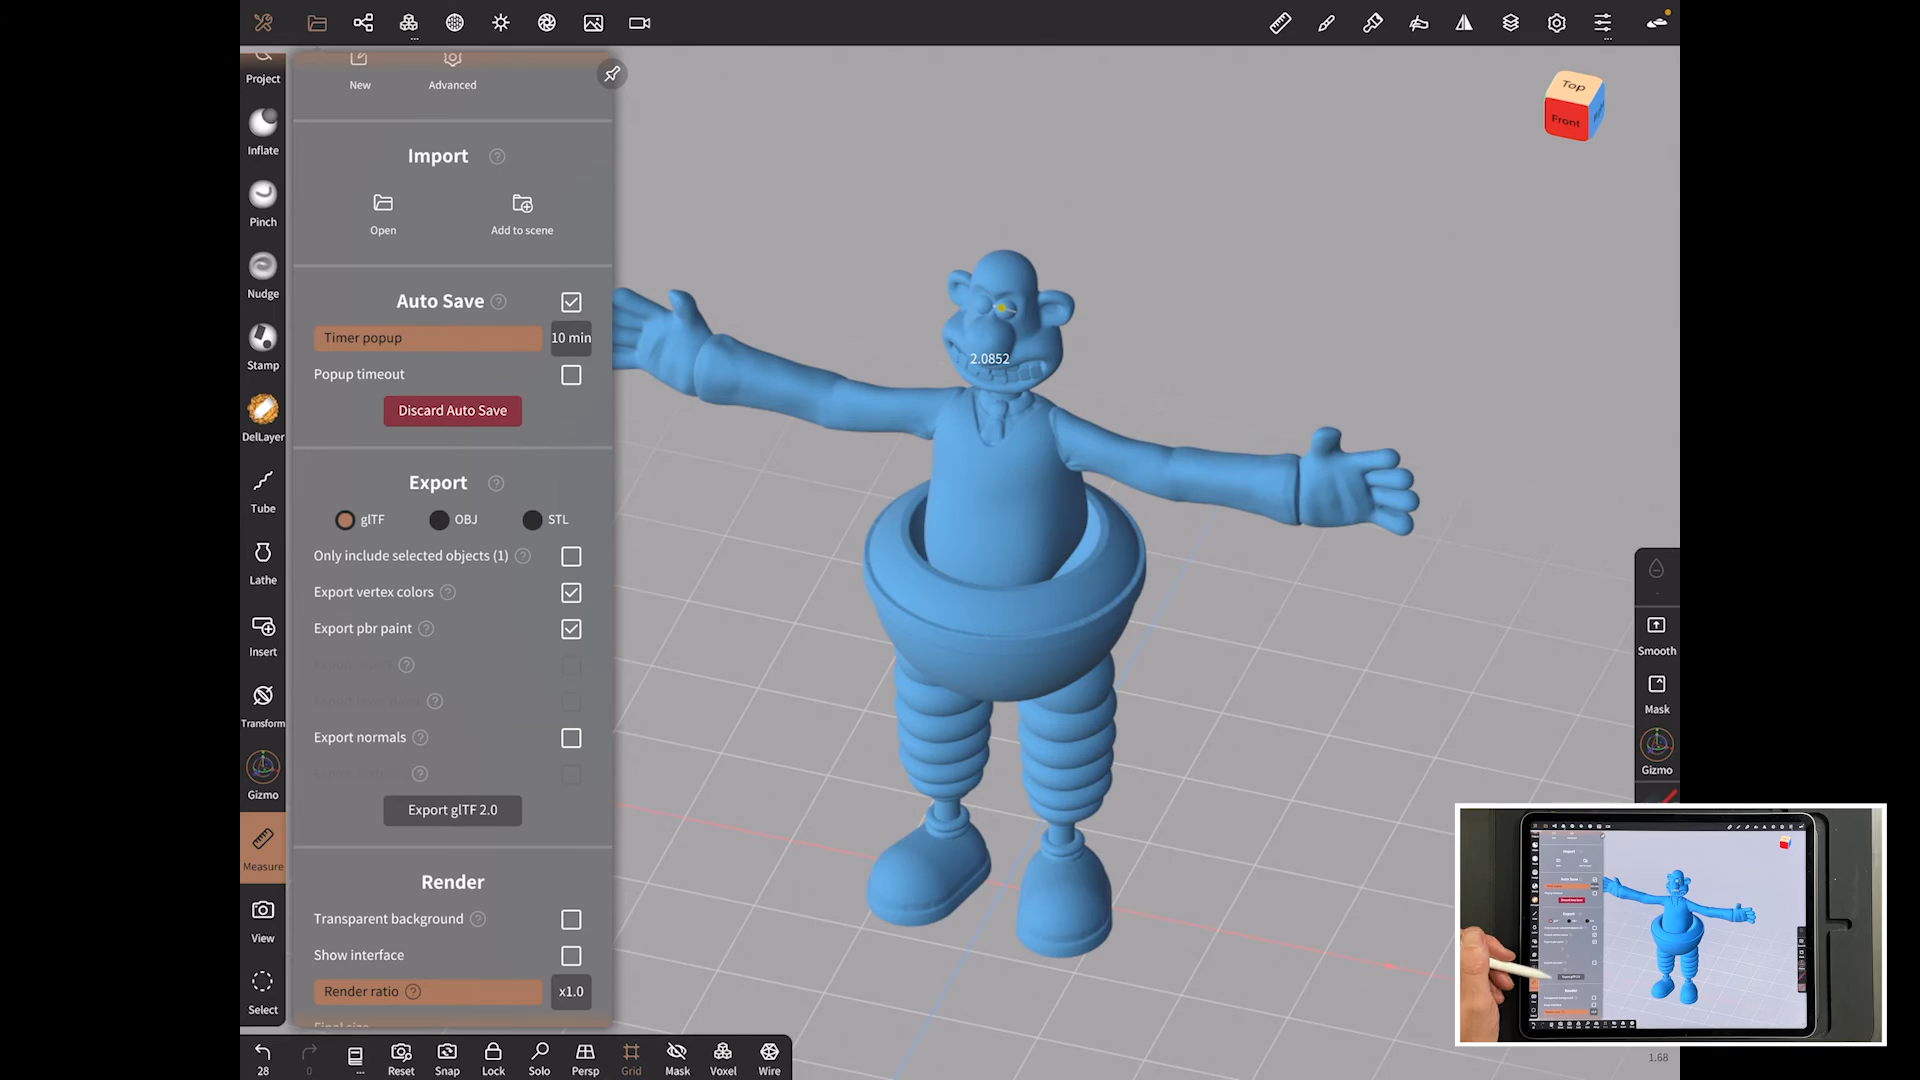 Project
Inflate
Pinch
Nudge
Stamp
DelLayer
Tube
Lathe
Insert
Transform
Gizmo
Measure
View
Select
New
Advanced
Import
Open
Add to scene
Auto Save
Timer popup
10 min
Popup timeout
Discard Auto Save
Export
glTF
OBJ
STL
Only include selected objects (1)
Export vertex colors
Export pbr paint
Export normals
Export glTF 2.0
Render
Transparent background
Show interface
Render ratio
x1.0
Final size
2.0852
Top
Front
Smooth
Mask
Gizmo
28
0
...
Reset
Snap
Lock
Solo
Persp
Grid
Mask
Voxel
Wire
1.68